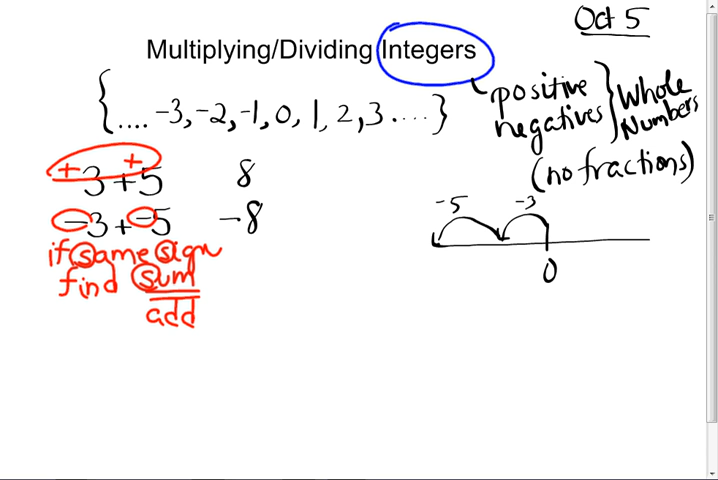 Oct 5
Multiplying/Dividing Integers
{.... -3, -2, -1, 0, 1, 2, 3 ....}
positive
negatives
} Whole
Numbers
(no fractions)
+ +
3 + 5 8
-3 + -5 -8
if same sign
find sum
add
-5 -3
0